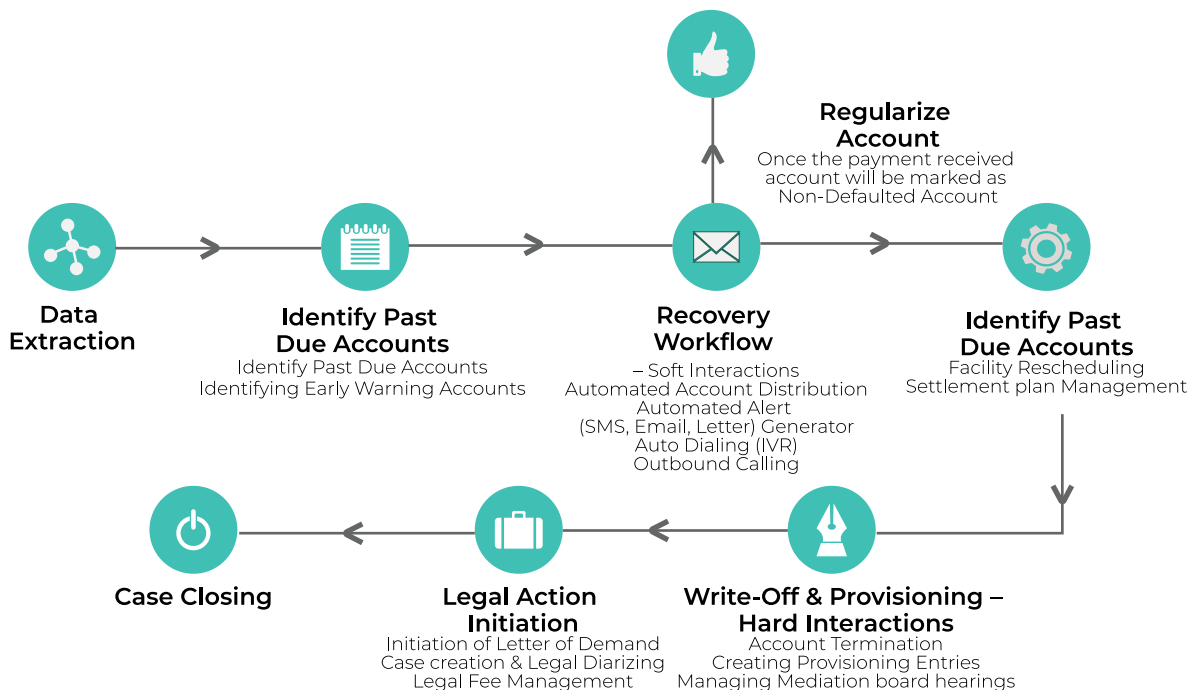 Regularize
Account
Once the payment received
account will be marked as
Non-Defaulted Account
Data
Extraction
Identify Past
Due Accounts
Identify Past Due Accounts
Identifying Early Warning Accounts
Recovery
Workflow
– Soft Interactions
Automated Account Distribution
Automated Alert
(SMS, Email, Letter) Generator
Auto Dialing (IVR)
Outbound Calling
Identify Past
Due Accounts
Facility Rescheduling
Settlement plan Management
Case Closing
Legal Action
Initiation
Initiation of Letter of Demand
Case creation & Legal Diarizing
Legal Fee Management
Write-Off & Provisioning –
Hard Interactions
Account Termination
Creating Provisioning Entries
Managing Mediation board hearings